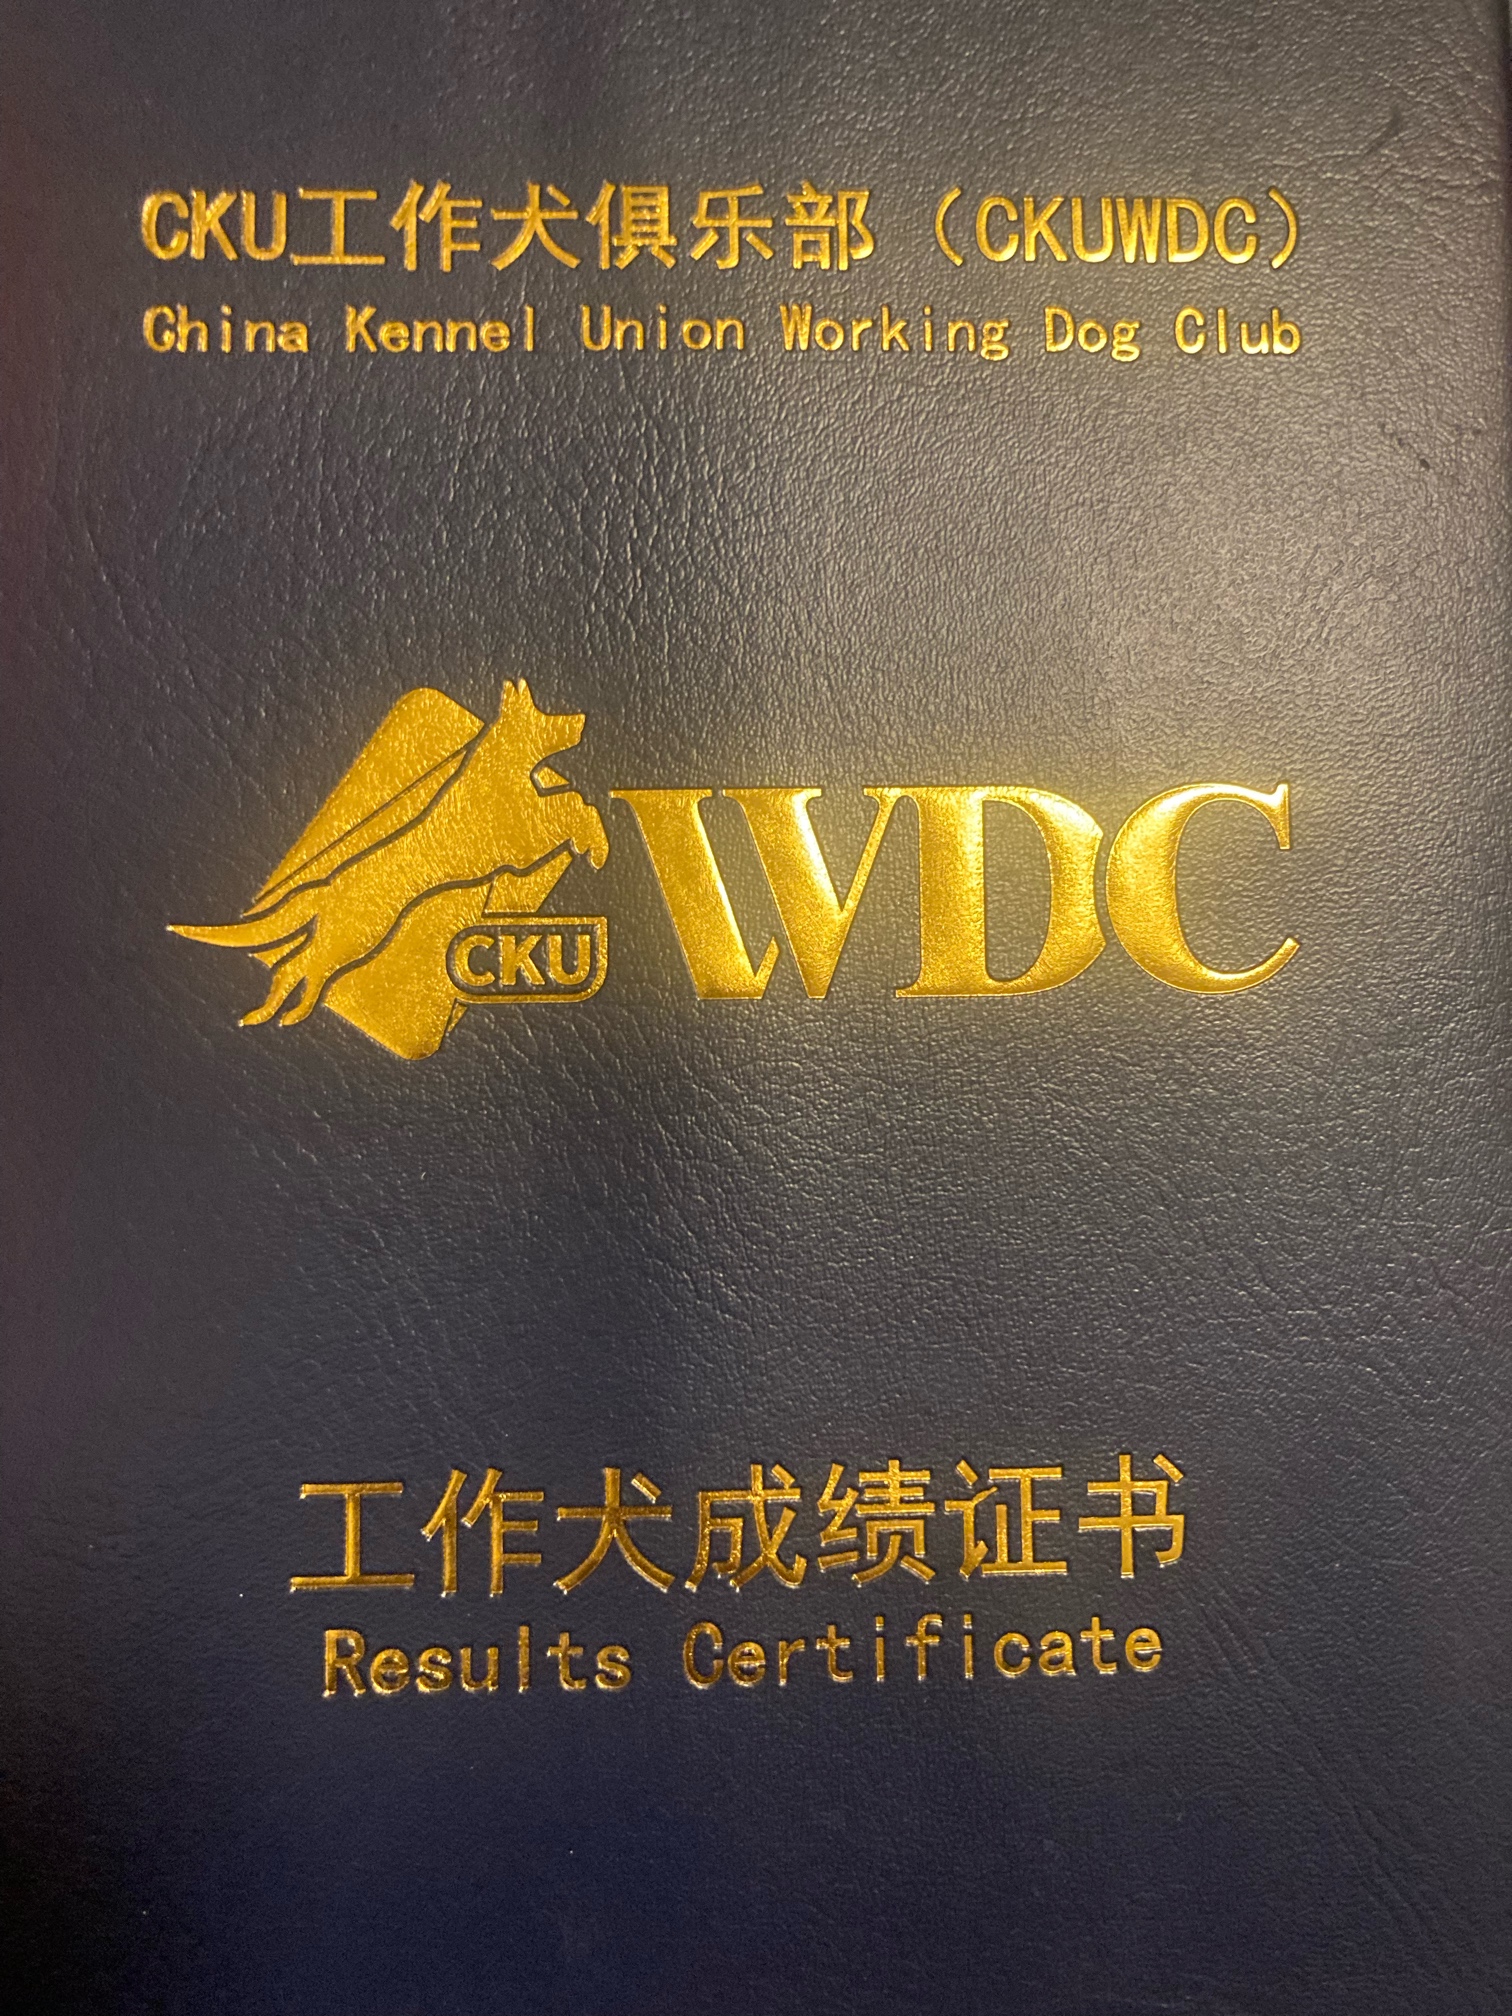 CKU工作犬俱乐部（CKUWDC）
China Kennel Union Working Dog Club
CKU
WDC
工作犬成绩证书
Results Certificate